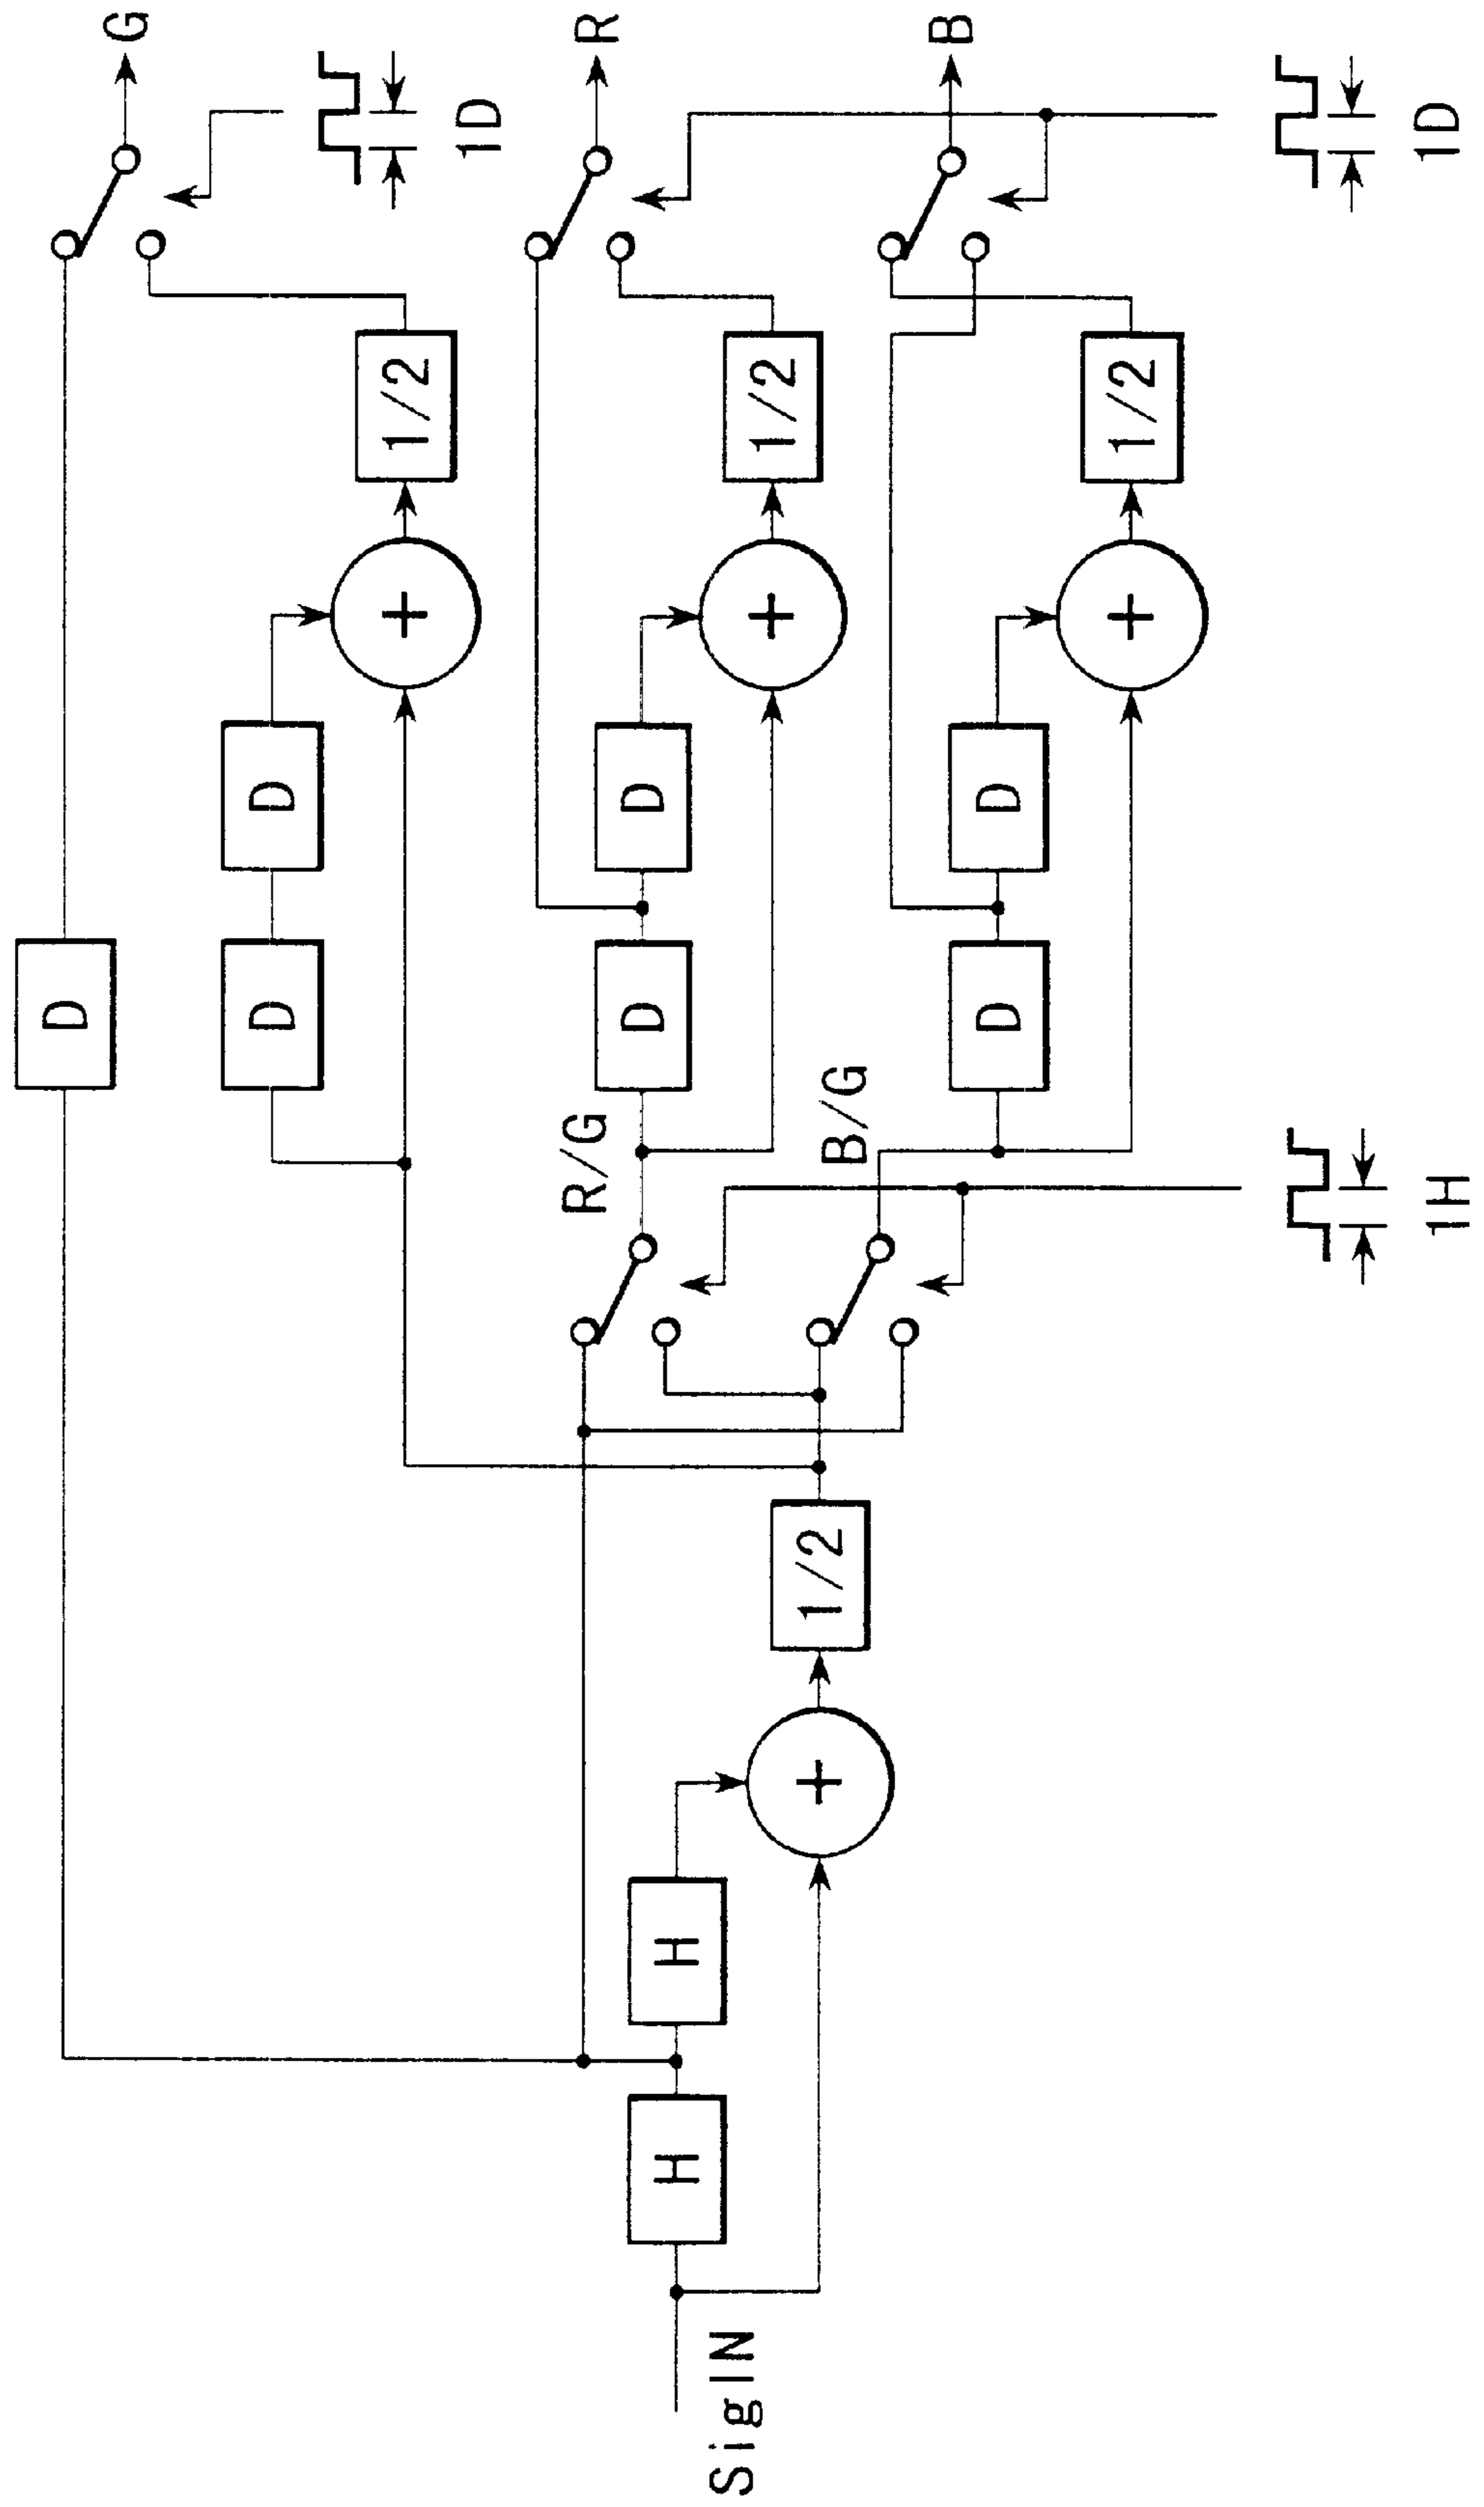 D
G
D D
+ 1/2
1D
R/G
R
D D
H H
SigIN
+ 1/2
+ 1/2
B/G
B
D D
+ 1/2
1H
1D